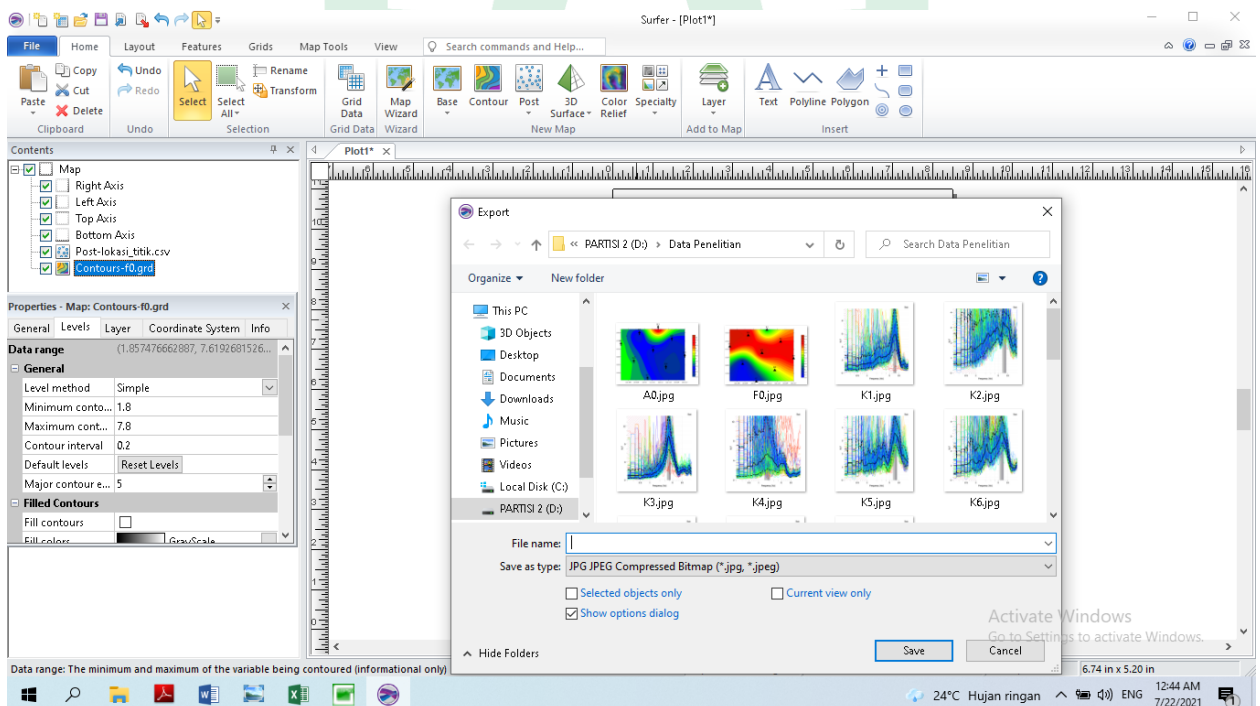 Surfer - [Plot1*]
File Home Layout Features Grids Map Tools View Search commands and Help...
Paste Copy Cut Delete
Clipboard
Undo Redo
Undo
Select Select All Rename Transform
Selection
Grid Data
Grid Data
Map Wizard
Wizard
Base Contour Post 3D Surface Color Relief Specialty
New Map
Layer
Add to Map
Text Polyline Polygon
Insert
Contents
Map
Right Axis
Left Axis
Top Axis
Bottom Axis
Post-lokasi_titik.csv
Contours-f0.grd
Properties - Map: Contours-f0.grd
General Levels Layer Coordinate System Info
Data range (1.857476662887, 7.6192681526...
General
Level method Simple
Minimum conto... 1.8
Maximum cont... 7.8
Contour interval 0.2
Default levels Reset Levels
Major contour e... 5
Filled Contours
Fill contours
Fill colors GrayScale
Plot1*
Export
« PARTISI 2 (D:) › Data Penelitian
Search Data Penelitian
Organize New folder
This PC
3D Objects
Desktop
Documents
Downloads
Music
Pictures
Videos
Local Disk (C:)
PARTISI 2 (D:)
A0.jpg F0.jpg K1.jpg K2.jpg
K3.jpg K4.jpg K5.jpg K6.jpg
File name:
Save as type: JPG JPEG Compressed Bitmap (*.jpg, *.jpeg)
Selected objects only Current view only
Show options dialog
Hide Folders Save Cancel
Activate Windows
Go to Settings to activate Windows.
Data range: The minimum and maximum of the variable being contoured (informational only)
6.74 in x 5.20 in
24°C Hujan ringan ENG 12:44 AM
7/22/2021